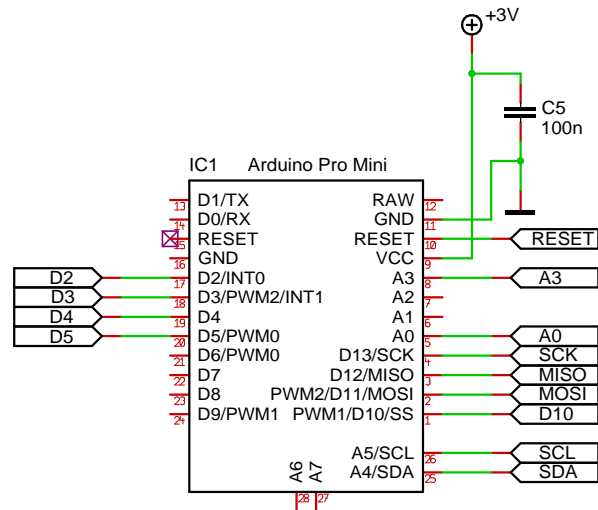 +3V
C5
100n
IC1 Arduino Pro Mini
13 D1/TX RAW 12
14 D0/RX GND 11
15 RESET RESET 10 RESET
16 GND VCC 9
D2 17 D2/INT0 A3 8 A3
D3 18 D3/PWM2/INT1 A2 7
D4 19 D4 A1 6
D5 20 D5/PWM0 A0 5 A0
21 D6/PWM0 D13/SCK 4 SCK
22 D7 D12/MISO 3 MISO
23 D8 PWM2/D11/MOSI 2 MOSI
24 D9/PWM1 PWM1/D10/SS 1 D10
A5/SCL 26 SCL
A4/SDA 25 SDA
A6 A7
28 27